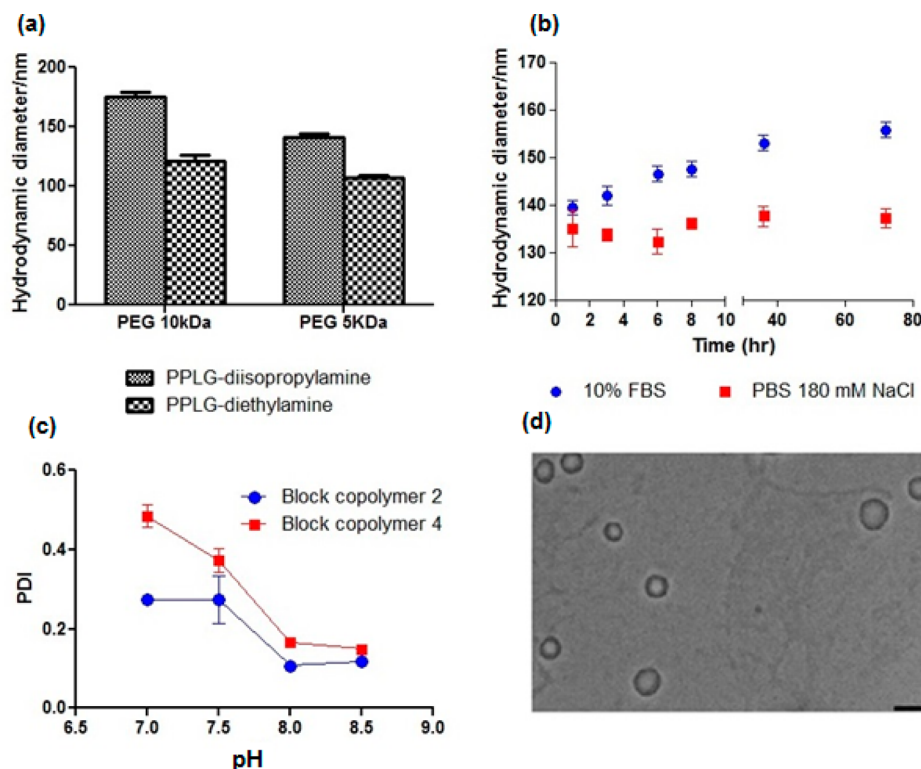 (a)
Hydrodynamic diameter/nm
200
150
100
50
0
PEG 10kDa PEG 5KDa
PPLG-diisopropylamine
PPLG-diethylamine
(b)
Hydrodynamic diameter/nm
170
160
150
140
130
120
0 2 4 6 8 10 40 60 80
Time (hr)
10% FBS PBS 180 mM NaCl
(c)
PDI
0.6
0.4
0.2
0.0
6.5 7.0 7.5 8.0 8.5 9.0
pH
Block copolymer 2
Block copolymer 4
(d)